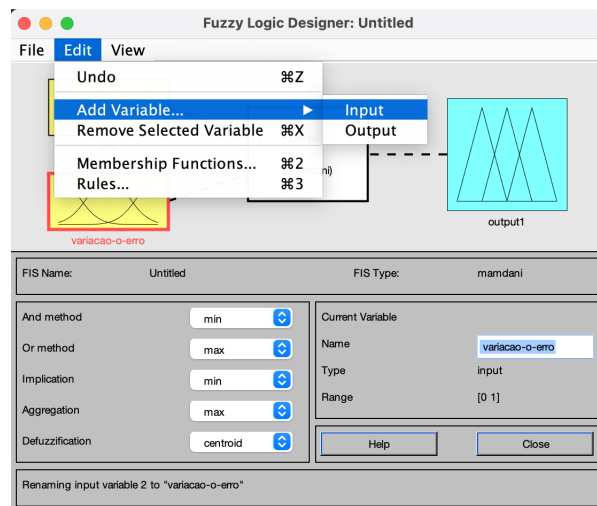 Fuzzy Logic Designer: Untitled
File Edit View
Undo ⌘Z
Add Variable... ▶ Input
Remove Selected Variable ⌘X Output
Membership Functions... ⌘2
Rules... ⌘3
ni)
variacao-o-erro
output1
FIS Name: Untitled FIS Type: mamdani
And method min
Or method max
Implication min
Aggregation max
Defuzzification centroid
Current Variable
Name variacao-o-erro
Type input
Range [0 1]
Help Close
Renaming input variable 2 to "variacao-o-erro"